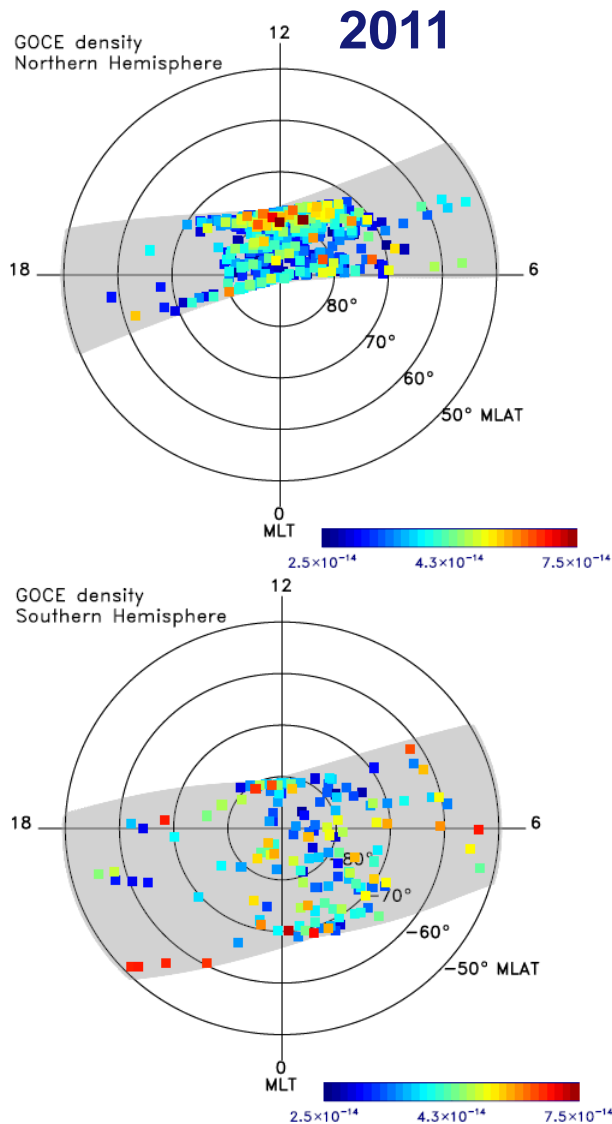 2011
GOCE density
Northern Hemisphere
12
18
6
80°
70°
60°
50° MLAT
0
MLT
2.5×10⁻¹⁴ 4.3×10⁻¹⁴ 7.5×10⁻¹⁴
GOCE density
Southern Hemisphere
12
18
6
-80°
-70°
-60°
-50° MLAT
0
MLT
2.5×10⁻¹⁴ 4.3×10⁻¹⁴ 7.5×10⁻¹⁴